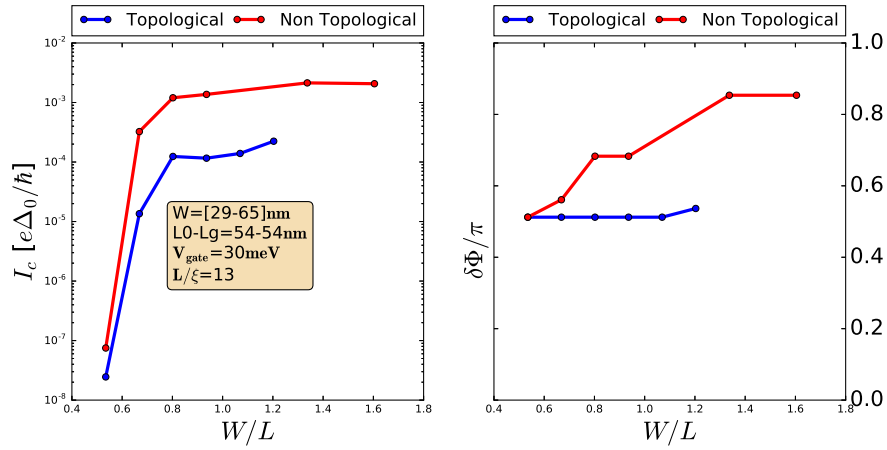 Topological Non Topological
10⁻²
10⁻³
10⁻⁴
10⁻⁵
10⁻⁶
10⁻⁷
10⁻⁸
I_c [eΔ₀/ħ]
W=[29-65]nm
L0-Lg=54-54nm
V_gate=30meV
L/ξ=13
0.4 0.6 0.8 1.0 1.2 1.4 1.6 1.8
W/L
Topological Non Topological
1.0
0.8
0.6
0.4
0.2
0.0
δΦ/π
0.4 0.6 0.8 1.0 1.2 1.4 1.6 1.8
W/L